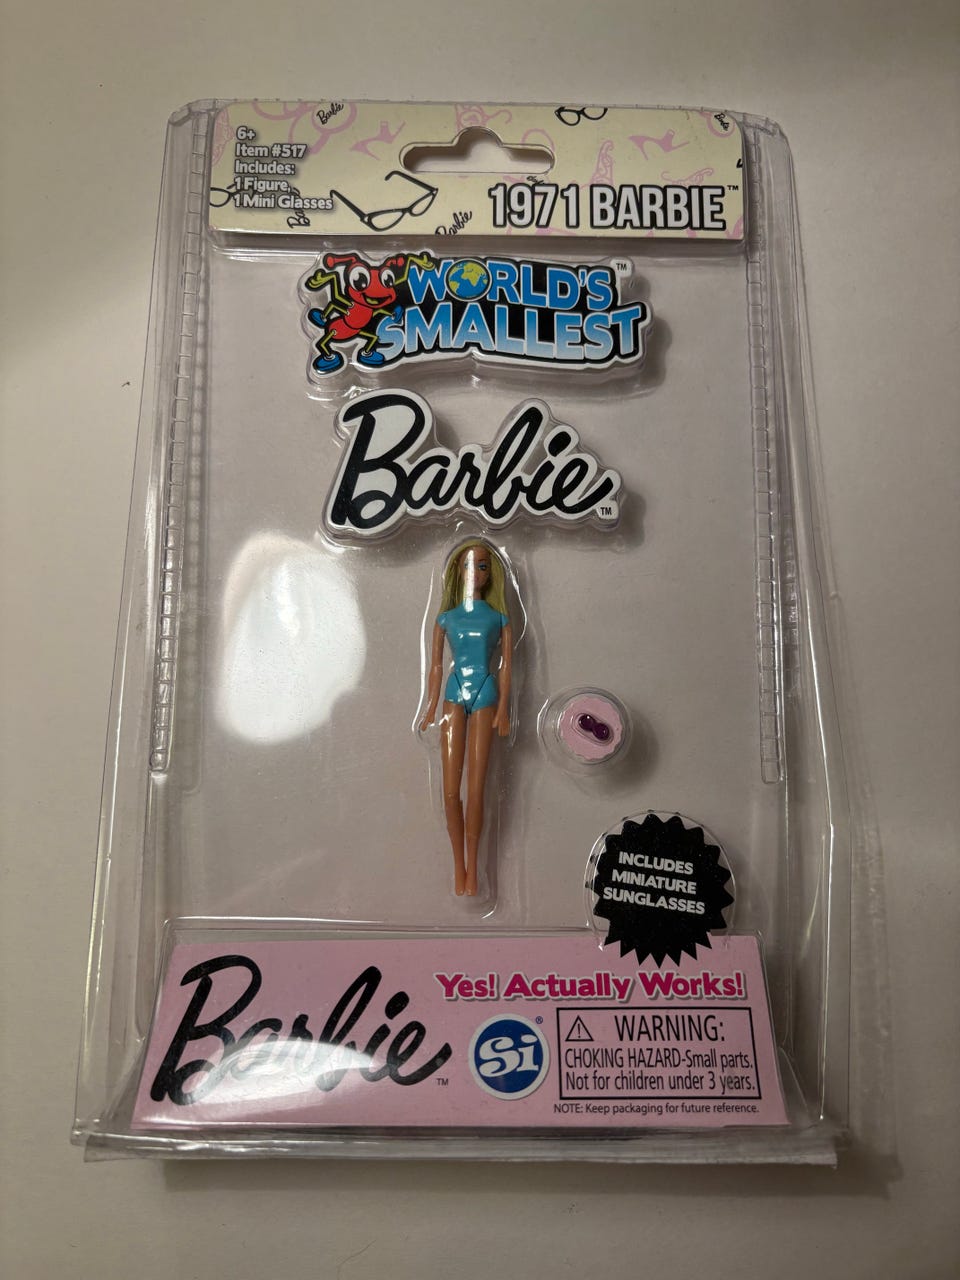 6+
Item #517
Includes:
1 Figure,
1 Mini Glasses
Barbie
Barbie
1971 BARBIE™
WORLD'S™
SMALLEST
Barbie™
INCLUDES
MINIATURE
SUNGLASSES
Barbie™
Yes! Actually Works!
Si®
⚠ WARNING:
CHOKING HAZARD-Small parts.
Not for children under 3 years.
NOTE: Keep packaging for future reference.